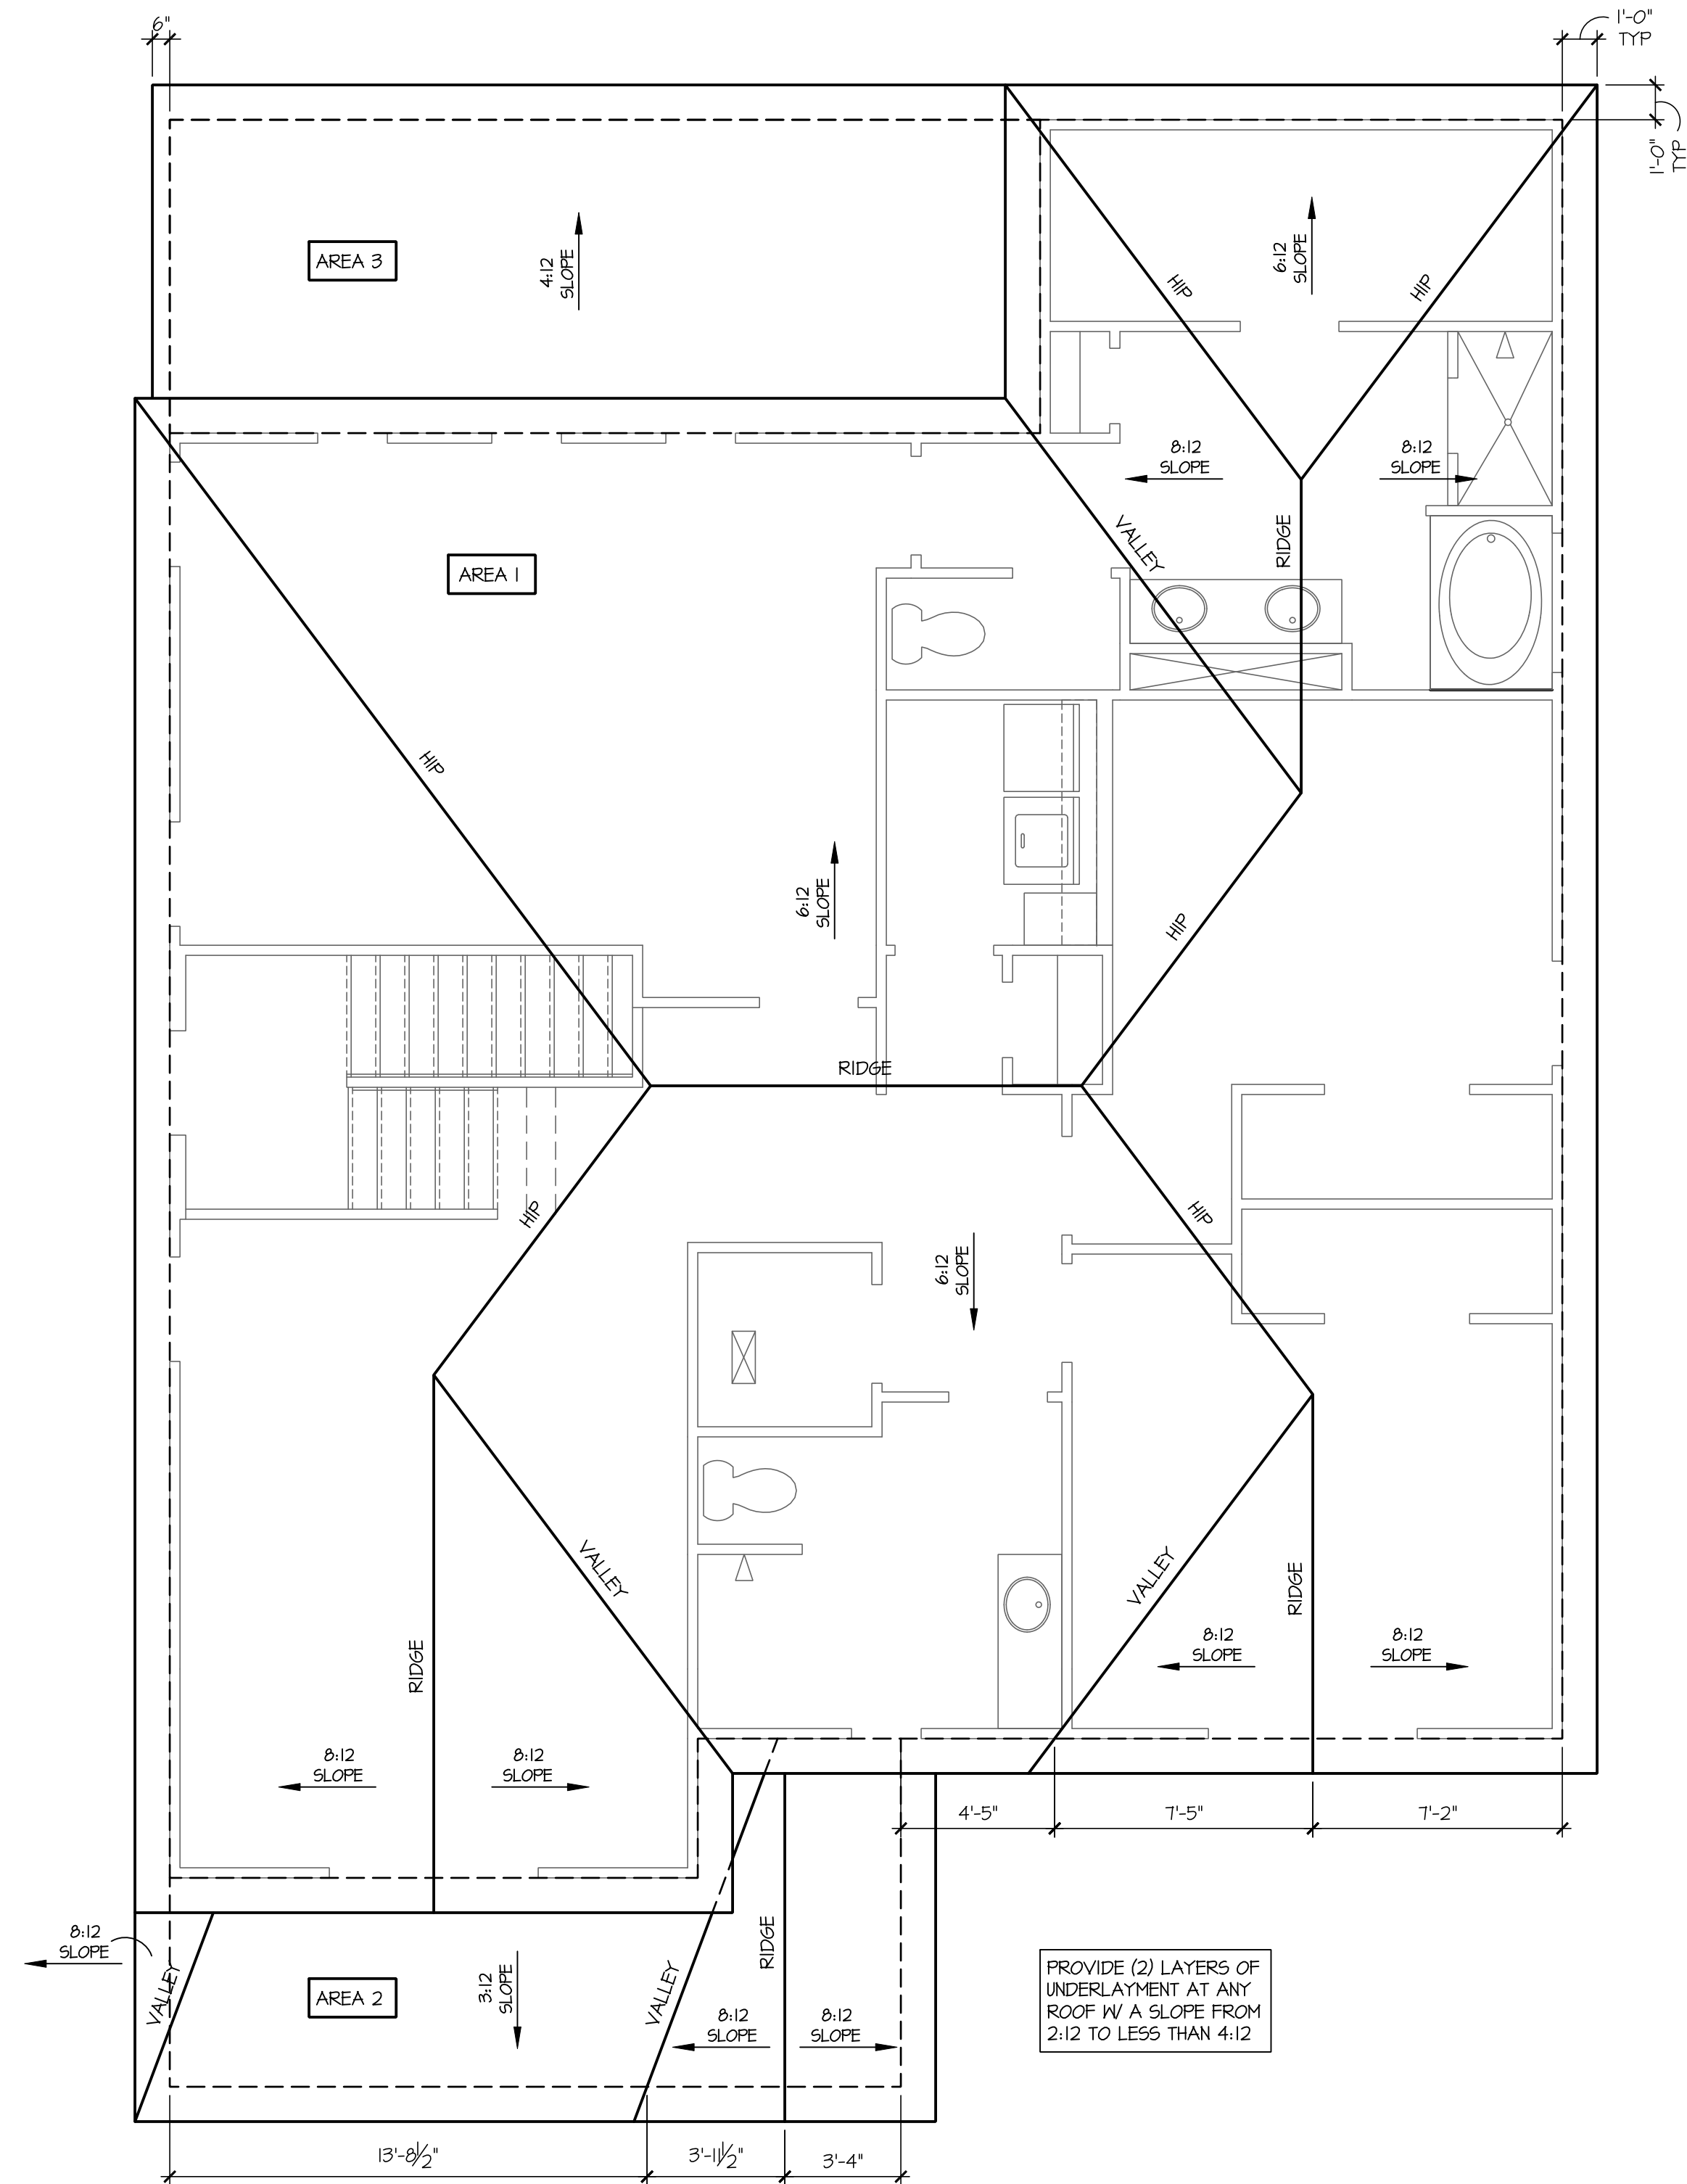 6"
1'-0"
TYP
1'-0"
TYP
AREA 3
4:12
SLOPE
6:12
SLOPE
HIP
HIP
8:12
SLOPE
8:12
SLOPE
VALLEY
RIDGE
AREA 1
HIP
6:12
SLOPE
HIP
RIDGE
HIP
HIP
6:12
SLOPE
VALLEY
VALLEY
RIDGE
RIDGE
8:12
SLOPE
8:12
SLOPE
8:12
SLOPE
8:12
SLOPE
4'-5"
7'-5"
7'-2"
8:12
SLOPE
VALLEY
AREA 2
3:12
SLOPE
VALLEY
RIDGE
8:12
SLOPE
8:12
SLOPE
PROVIDE (2) LAYERS OF
UNDERLAYMENT AT ANY
ROOF W/ A SLOPE FROM
2:12 TO LESS THAN 4:12
13'-8 1/2"
3'-11 1/2"
3'-4"